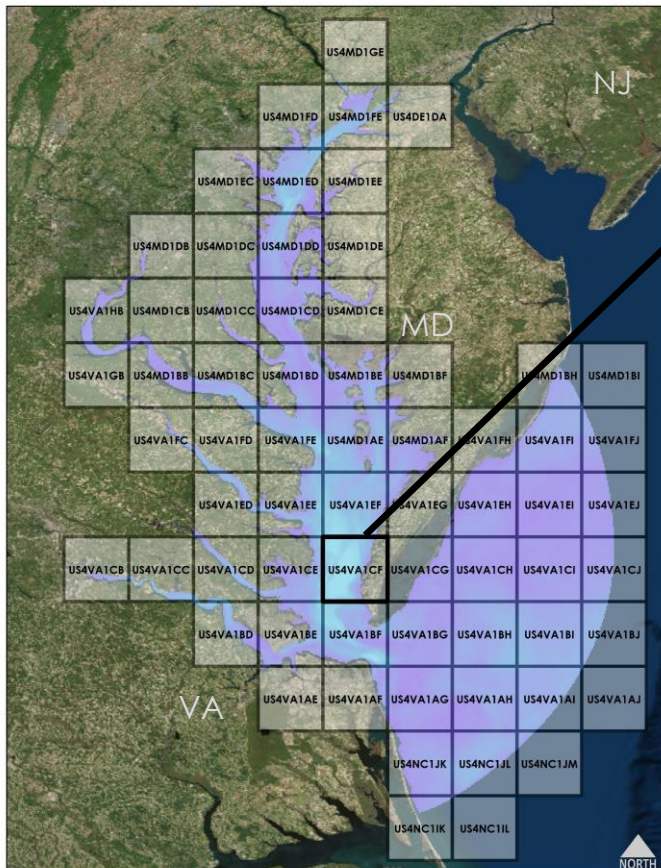 US4MD1GE
NJ
US4MD1FD US4MD1FE US4DE1DA
US4MD1EC US4MD1ED US4MD1EE
US4MD1DB US4MD1DC US4MD1DD US4MD1DE
US4VA1HB US4MD1CB US4MD1CC US4MD1CD US4MD1CE
MD
US4VA1GB US4MD1BB US4MD1BC US4MD1BD US4MD1BE US4MD1BF US4MD1BH US4MD1BI
US4VA1FC US4VA1FD US4VA1FE US4MD1AE US4MD1AF US4VA1FH US4VA1FI US4VA1FJ
US4VA1ED US4VA1EE US4VA1EF US4VA1EG US4VA1EH US4VA1EI US4VA1EJ
US4VA1CB US4VA1CC US4VA1CD US4VA1CE US4VA1CF US4VA1CG US4VA1CH US4VA1CI US4VA1CJ
US4VA1BD US4VA1BE US4VA1BF US4VA1BG US4VA1BH US4VA1BI US4VA1BJ
VA
US4VA1AE US4VA1AF US4VA1AG US4VA1AH US4VA1AI US4VA1AJ
US4NC1JK US4NC1JL US4NC1JM
US4NC1IK US4NC1IL
NORTH